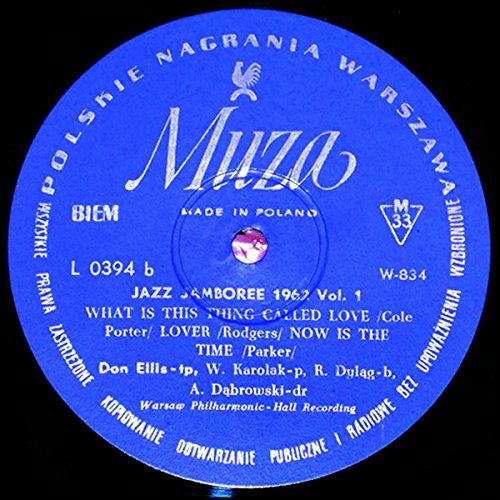 POLSKIE NAGRANIA WARSZAWA
Muza
MADE IN POLAND
BIEM
M
33
L 0394 b
W-834
JAZZ JAMBOREE 1962 Vol. 1
WHAT IS THIS THING CALLED LOVE /Cole
Porter/ LOVER /Rodgers/ NOW IS THE
TIME /Parker/
Don Ellis-tp, W. Karolak-p, R. Dyląg-b,
A. Dąbrowski-dr
Warsaw Philharmonic-Hall Recording
WSZYSTKIE PRAWA ZASTRZEŻONE KOPIOWANIE ODTWARZANIE PUBLICZNE I RADIOWE BEZ UPOWAŻNIENIA WZBRONIONE